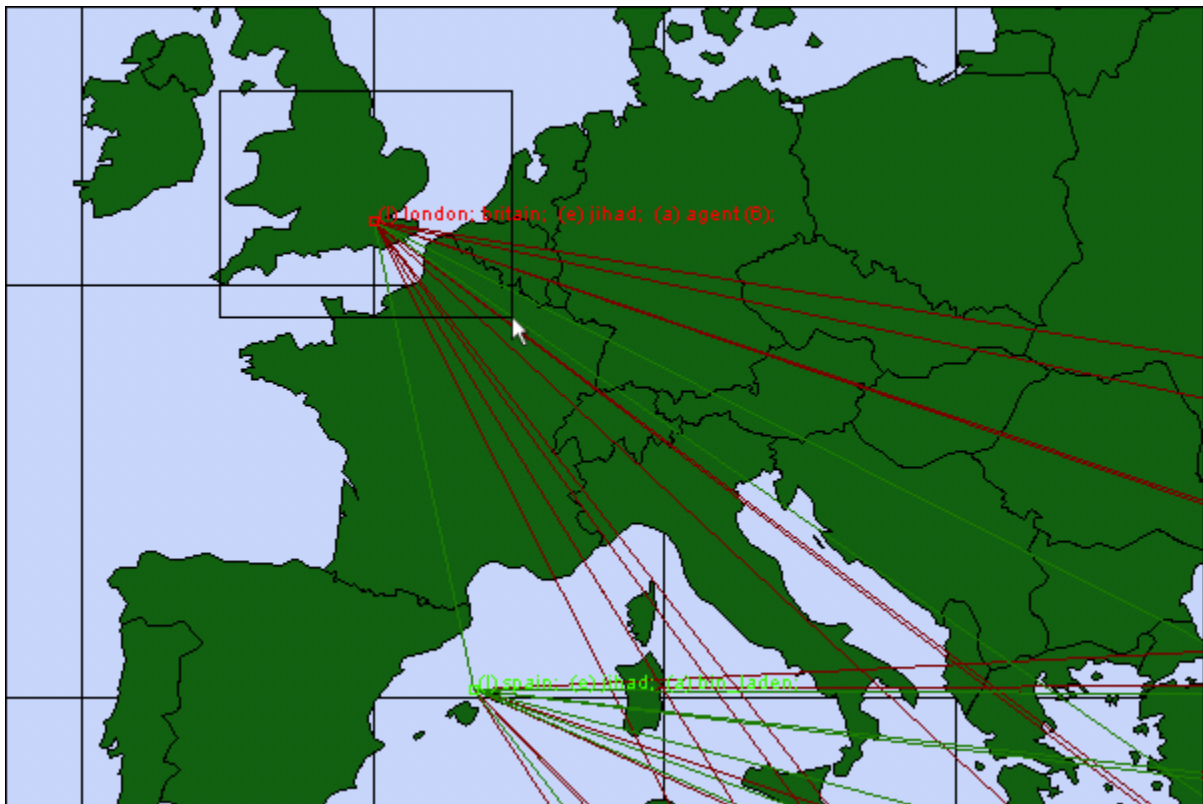 (l) london; britain; (e) jihad; (a) agent (6);
(l) spain; (e) jihad; (a) bin_laden;